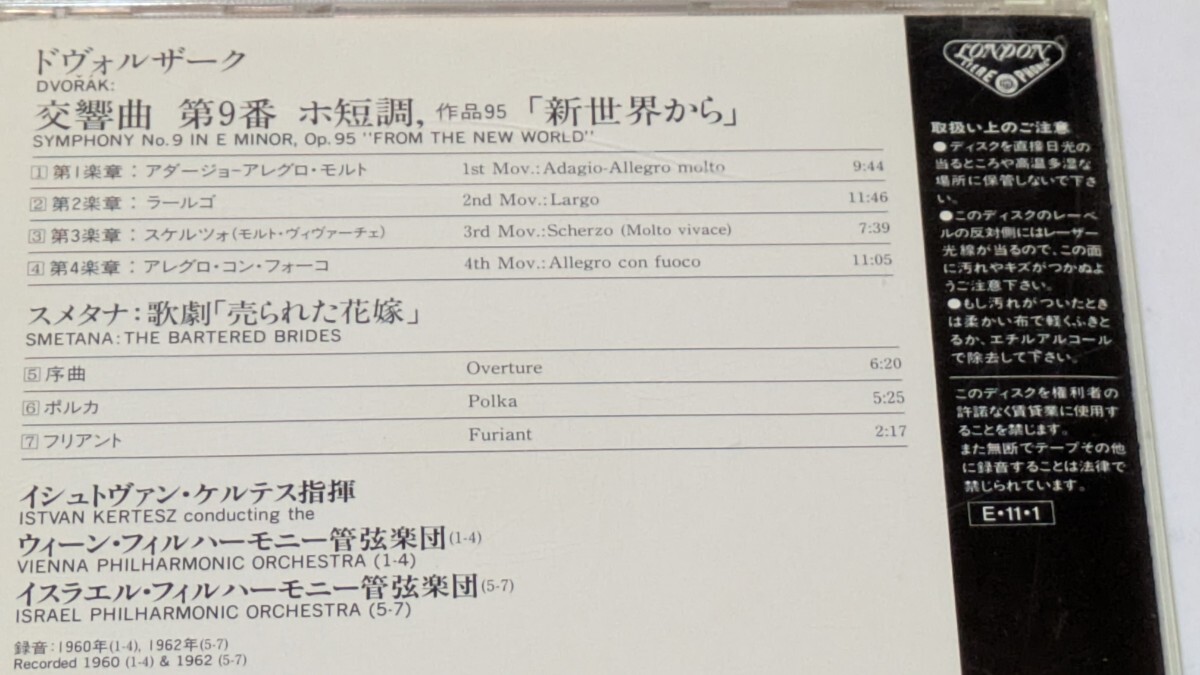 ドヴォルザーク
DVOŘÁK:
交響曲 第9番 ホ短調, 作品95 「新世界から」
SYMPHONY No.9 IN E MINOR, Op.95 "FROM THE NEW WORLD"
1 第1楽章：アダージョ–アレグロ・モルト 1st Mov.: Adagio-Allegro molto 9:44
2 第2楽章：ラールゴ 2nd Mov.: Largo 11:46
3 第3楽章：スケルツォ(モルト・ヴィヴァーチェ) 3rd Mov.: Scherzo (Molto vivace) 7:39
4 第4楽章：アレグロ・コン・フォーコ 4th Mov.: Allegro con fuoco 11:05
スメタナ：歌劇「売られた花嫁」
SMETANA: THE BARTERED BRIDES
5 序曲 Overture 6:20
6 ポルカ Polka 5:25
7 フリアント Furiant 2:17
イシュトヴァン・ケルテス指揮
ISTVAN KERTESZ conducting the
ウィーン・フィルハーモニー管弦楽団(1-4)
VIENNA PHILHARMONIC ORCHESTRA (1-4)
イスラエル・フィルハーモニー管弦楽団(5-7)
ISRAEL PHILHARMONIC ORCHESTRA (5-7)
録音：1960年(1-4), 1962年(5-7)
Recorded 1960 (1-4) & 1962 (5-7)
LONDON
STEREO PHONIC
取扱い上のご注意
●ディスクを直接日光の
当るところや高温多湿な
場所に保管しないで下さ
い。
●このディスクのレーベ
ルの反対側にはレーザー
光線が当るので、この面
に汚れやキズがつかぬよ
うご注意下さい。
●もし汚れがついたとき
は柔かい布で軽くふきと
るか、エチルアルコール
で除去して下さい。
このディスクを権利者の
許諾なく賃貸業に使用す
ることを禁じます。
また無断でテープその他
に録音することは法律で
禁じられています。
E・11・1